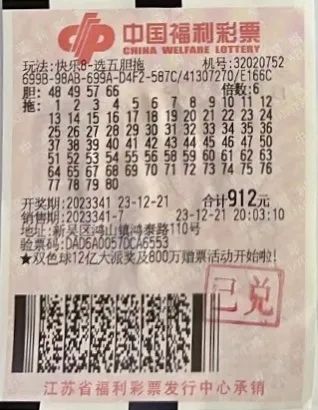 中国福利彩票
CHINA WELFARE LOTTERY
玩法:快乐8-选五胆拖 机号:32020752
699B-98AB-699A-D4F2-587C/41307270/E166C
胆: 48 49 57 66 倍数:6
拖: 1 2 3 4 5 6 7 8 9 10 11 12
13 14 15 16 17 18 19 20 21 22 23 24
25 26 27 28 29 30 31 32 33 34 35 36
37 38 39 40 41 42 43 44 45 46 47 50
51 52 53 54 55 56 58 59 60 61 62 63
64 65 67 68 69 70 71 72 73 74 75 76
77 78 79 80
开奖期:2023341 23-12-21 合计912元
销售期:2023341-7 23-12-21 20:03:10
地址:新吴区鸿山镇鸿泰路110号
验票码:DAD6A0057DCA6553
★双色球12亿大派奖及800万赠票活动开始啦!
已兑
江苏省福利彩票发行中心承销